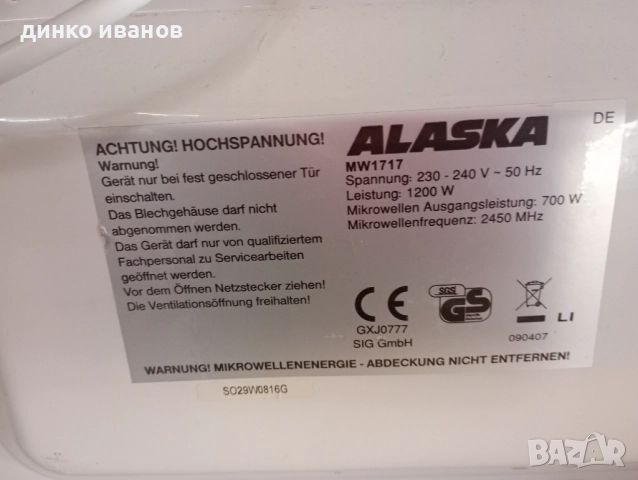 динко иванов
DE
ACHTUNG! HOCHSPANNUNG!
Warnung!
Gerät nur bei fest geschlossener Tür
einschalten.
Das Blechgehäuse darf nicht
abgenommen werden.
Das Gerät darf nur von qualifiziertem
Fachpersonal zu Servicearbeiten
geöffnet werden.
Vor dem Öffnen Netzstecker ziehen!
Die Ventilationsöffnung freihalten!
ALASKA
MW1717
Spannung: 230 - 240 V ~ 50 Hz
Leistung: 1200 W
Mikrowellen Ausgangsleistung: 700 W
Mikrowellenfrequenz: 2450 MHz
CE
GXJ0777
SIG GmbH
SGS
GS
LI
090407
WARNUNG! MIKROWELLENENERGIE - ABDECKUNG NICHT ENTFERNEN!
SO29W0816G
BAZAR